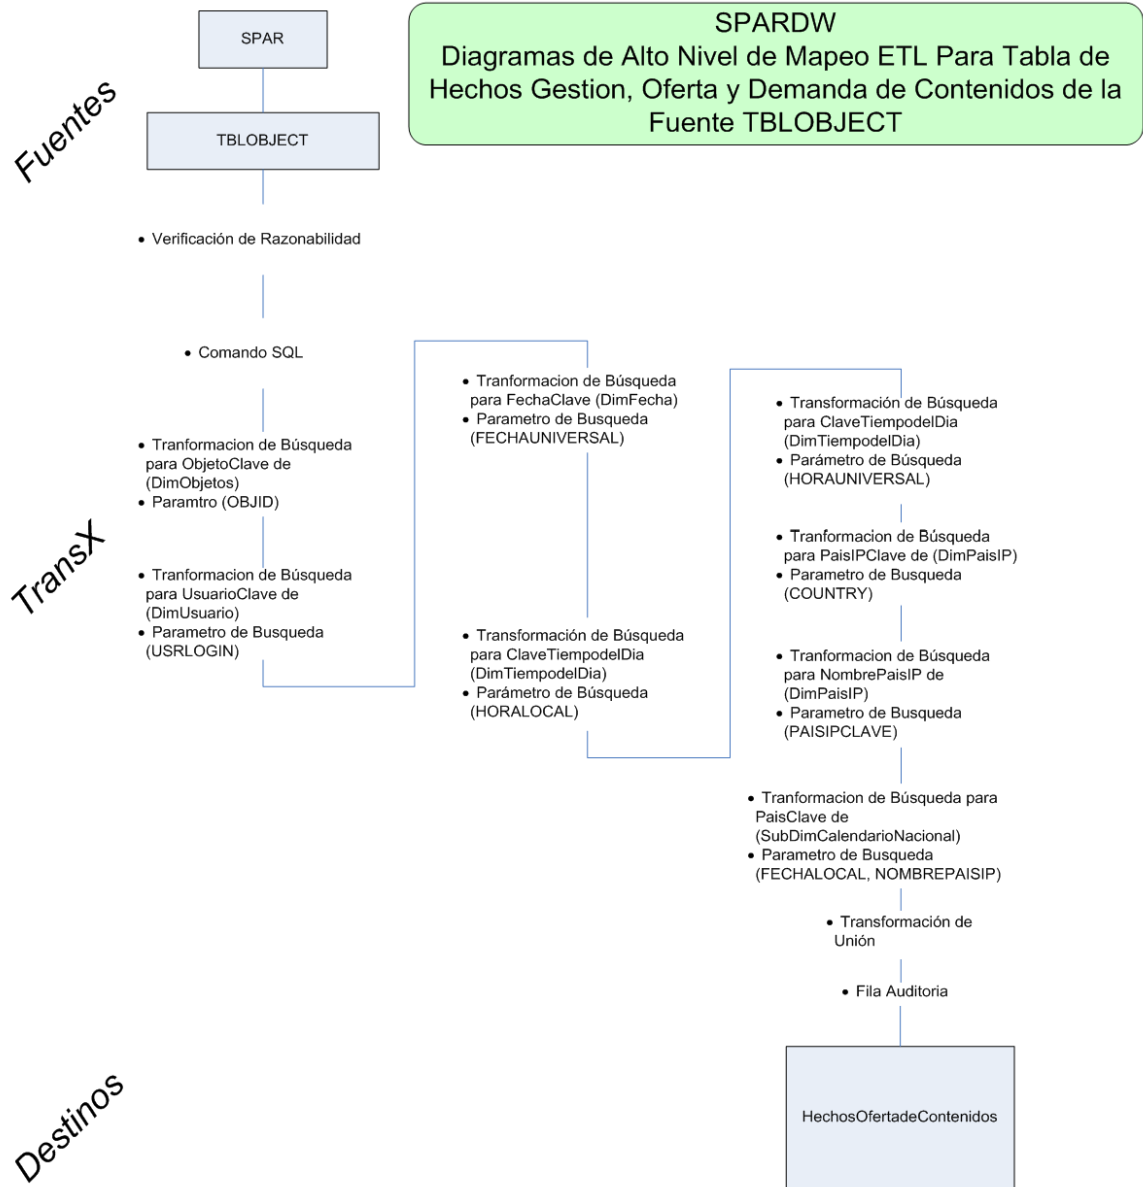 SPARDW
Diagramas de Alto Nivel de Mapeo ETL Para Tabla de
Hechos Gestion, Oferta y Demanda de Contenidos de la
Fuente TBLOBJECT
Fuentes
SPAR
TBLOBJECT
TransX
• Verificación de Razonabilidad
• Comando SQL
• Tranformacion de Búsqueda
para ObjetoClave de
(DimObjetos)
• Paramtro (OBJID)
• Tranformacion de Búsqueda
para UsuarioClave de
(DimUsuario)
• Parametro de Busqueda
(USRLOGIN)
• Tranformacion de Búsqueda
para FechaClave (DimFecha)
• Parametro de Busqueda
(FECHAUNIVERSAL)
• Transformación de Búsqueda
para ClaveTiempodelDia
(DimTiempodelDia)
• Parámetro de Búsqueda
(HORALOCAL)
• Transformación de Búsqueda
para ClaveTiempodelDia
(DimTiempodelDia)
• Parámetro de Búsqueda
(HORAUNIVERSAL)
• Tranformacion de Búsqueda
para PaisIPClave de (DimPaisIP)
• Parametro de Busqueda
(COUNTRY)
• Tranformacion de Búsqueda
para NombrePaisIP de
(DimPaisIP)
• Parametro de Busqueda
(PAISIPCLAVE)
• Tranformacion de Búsqueda para
PaisClave de
(SubDimCalendarioNacional)
• Parametro de Busqueda
(FECHALOCAL, NOMBREPAISIP)
• Transformación de
Unión
• Fila Auditoria
Destinos
HechosOfertadeContenidos